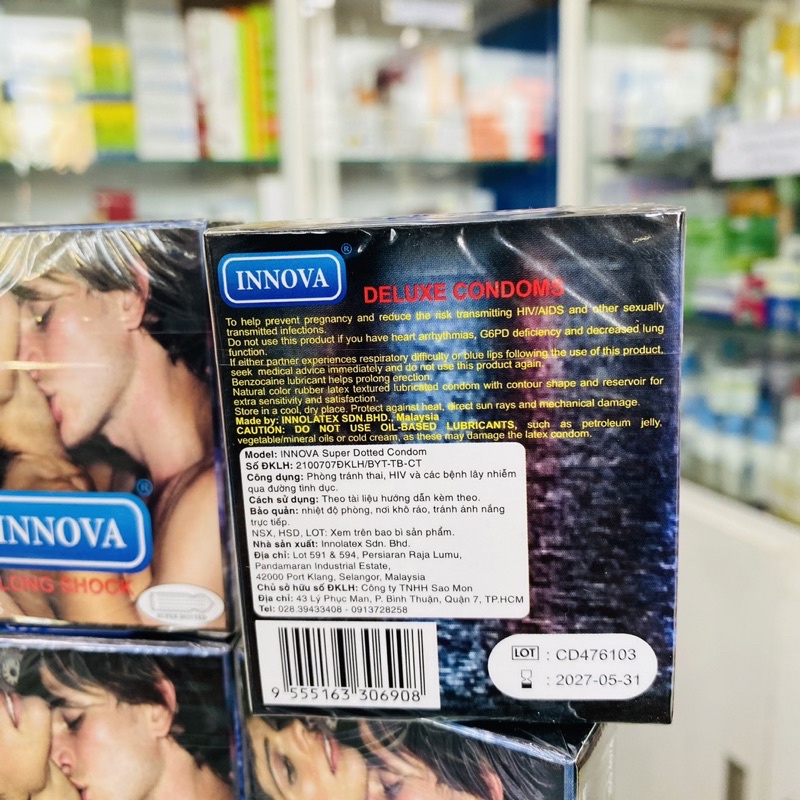 INNOVA®
DELUXE CONDOMS
To help prevent pregnancy and reduce the risk transmitting HIV/AIDS and other sexually
transmitted infections.
Do not use this product if you have heart arrhythmias, G6PD deficiency and decreased lung
function.
If either partner experiences respiratory difficulty or blue lips following the use of this product,
seek medical advice immediately and do not use this product again.
Benzocaine lubricant helps prolong erection.
Natural color rubber latex textured lubricated condom with contour shape and reservoir for
extra sensitivity and satisfaction.
Store in a cool, dry place. Protect against heat, direct sun rays and mechanical damage.
Made by: INNOLATEX SDN.BHD., Malaysia
CAUTION: DO NOT USE OIL-BASED LUBRICANTS, such as petroleum jelly,
vegetable/mineral oils or cold cream, as these may damage the latex condom.
Model: INNOVA Super Dotted Condom
Số ĐKLH: 2100707ĐKLH/BYT-TB-CT
Công dụng: Phòng tránh thai, HIV và các bệnh lây nhiễm
qua đường tình dục.
Cách sử dụng: Theo tài liệu hướng dẫn kèm theo.
Bảo quản: nhiệt độ phòng, nơi khô ráo, tránh ánh nắng
trực tiếp.
NSX, HSD, LOT: Xem trên bao bì sản phẩm.
Nhà sản xuất: Innolatex Sdn. Bhd.
Địa chỉ: Lot 591 & 594, Persiaran Raja Lumu,
Pandamaran Industrial Estate,
42000 Port Klang, Selangor, Malaysia
Chủ sở hữu số ĐKLH: Công ty TNHH Sao Mon
Địa chỉ: 43 Lý Phục Man, P. Bình Thuận, Quận 7, TP.HCM
Tel: 028.39433408 - 0913728258
9 555163 306908
LOT : CD476103
: 2027-05-31
INNOVA®
LONG SHOCK